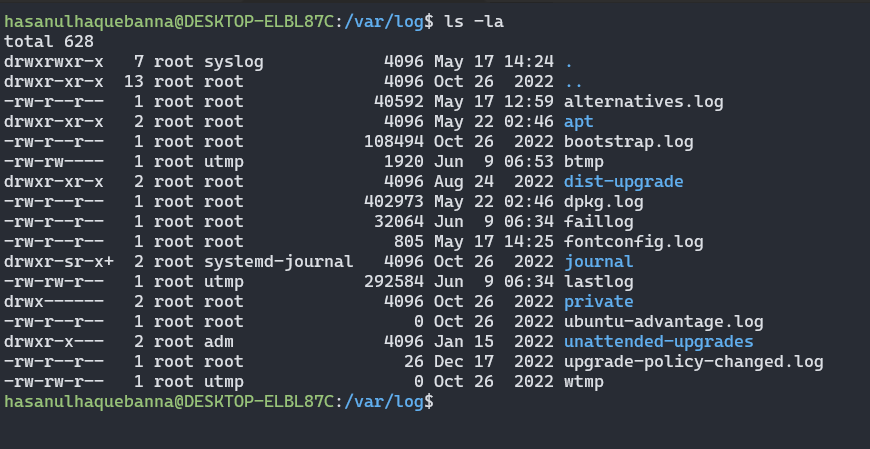 hasanulhaquebanna@DESKTOP-ELBL87C:/var/log$ ls -la
total 628
drwxrwxr-x   7 root syslog            4096 May 17 14:24 .
drwxr-xr-x  13 root root              4096 Oct 26  2022 ..
-rw-r--r--   1 root root             40592 May 17 12:59 alternatives.log
drwxr-xr-x   2 root root              4096 May 22 02:46 apt
-rw-r--r--   1 root root            108494 Oct 26  2022 bootstrap.log
-rw-rw----   1 root utmp              1920 Jun  9 06:53 btmp
drwxr-xr-x   2 root root              4096 Aug 24  2022 dist-upgrade
-rw-r--r--   1 root root            402973 May 22 02:46 dpkg.log
-rw-r--r--   1 root root             32064 Jun  9 06:34 faillog
-rw-r--r--   1 root root               805 May 17 14:25 fontconfig.log
drwxr-sr-x+  2 root systemd-journal   4096 Oct 26  2022 journal
-rw-rw-r--   1 root utmp            292584 Jun  9 06:34 lastlog
drwx------   2 root root              4096 Oct 26  2022 private
-rw-r--r--   1 root root                 0 Oct 26  2022 ubuntu-advantage.log
drwxr-x---   2 root adm               4096 Jan 15  2022 unattended-upgrades
-rw-r--r--   1 root root                26 Dec 17  2022 upgrade-policy-changed.log
-rw-rw-r--   1 root utmp                 0 Oct 26  2022 wtmp
hasanulhaquebanna@DESKTOP-ELBL87C:/var/log$